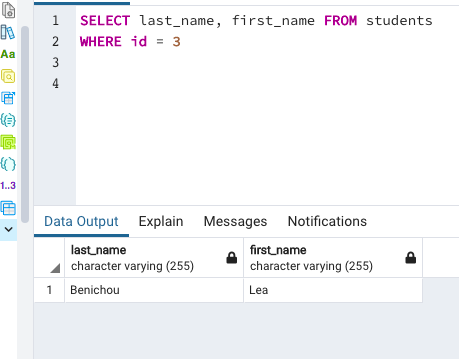 Aa
1..3
1 SELECT last_name, first_name FROM students
2 WHERE id = 3
3
4
Data Output Explain Messages Notifications
last_name first_name
character varying (255) character varying (255)
1 Benichou Lea